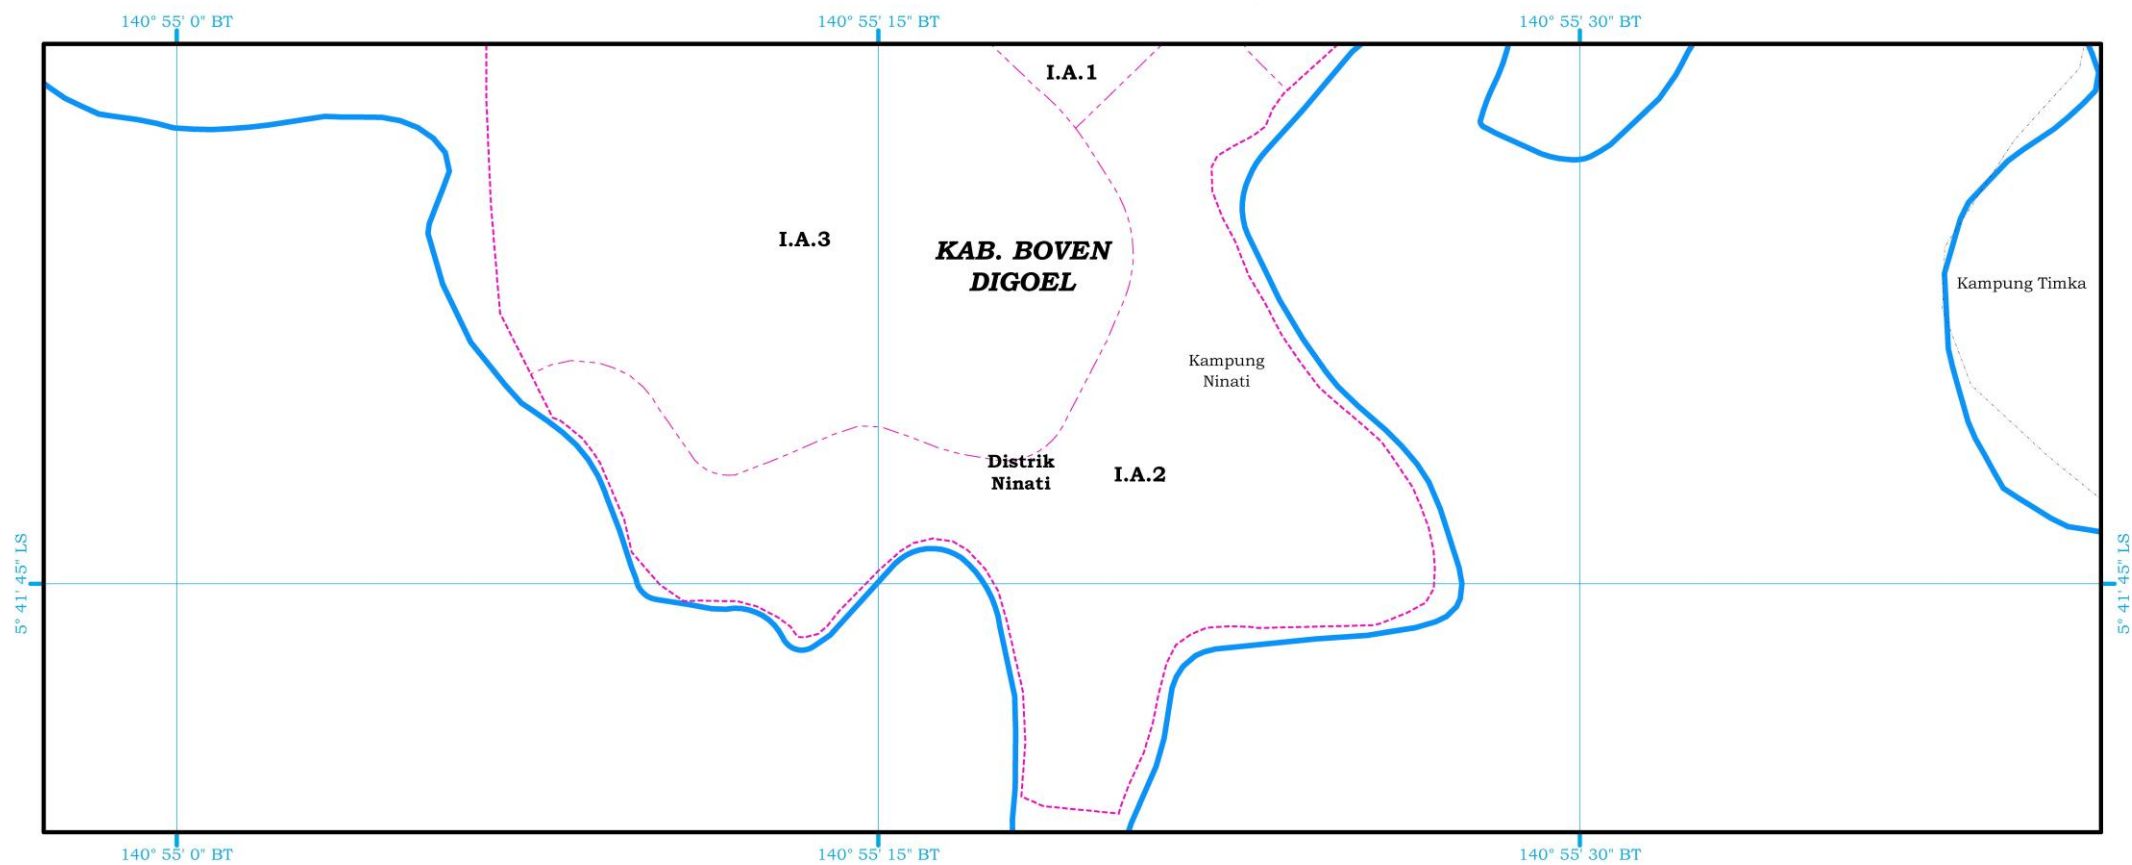 140° 55' 0" BT
140° 55' 15" BT
140° 55' 30" BT
I.A.1
I.A.3
KAB. BOVEN
DIGOEL
Kampung Timka
Kampung
Ninati
Distrik
Ninati
I.A.2
5° 41' 45" LS
5° 41' 45" LS
140° 55' 0" BT
140° 55' 15" BT
140° 55' 30" BT